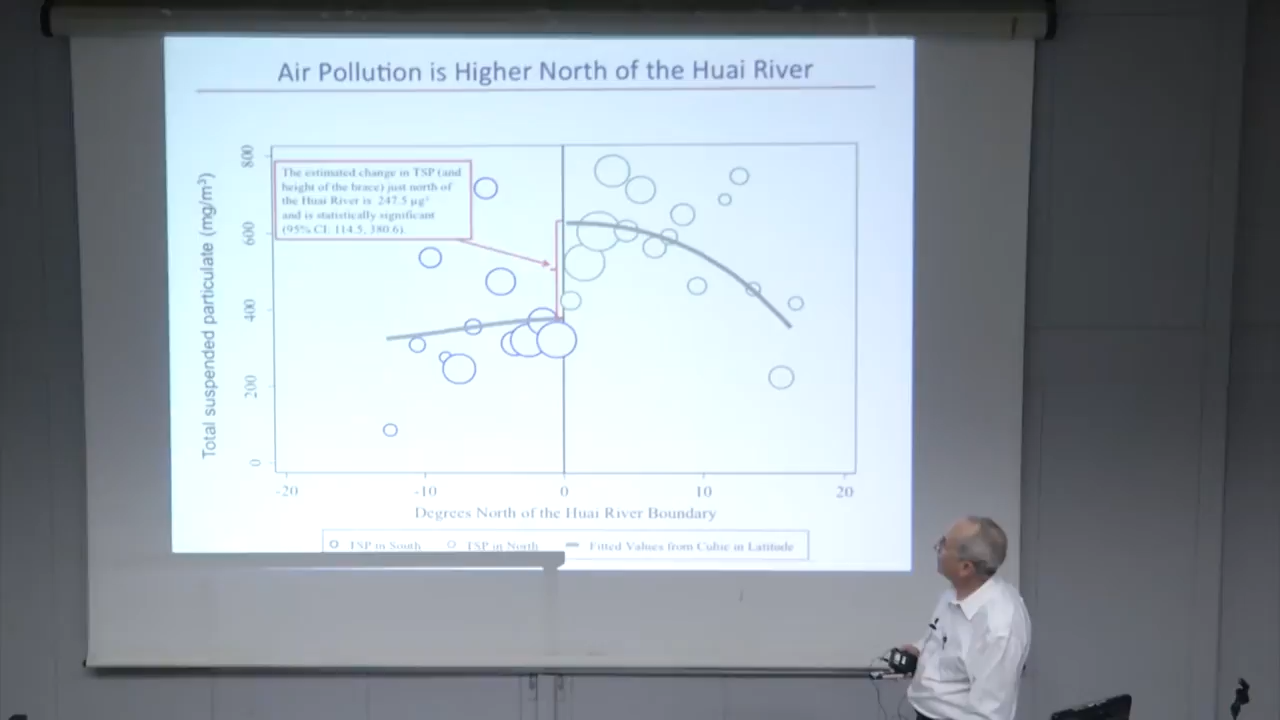 Air Pollution is Higher North of the Huai River
The estimated change in TSP (and
height of the brace) just north of
the Huai River is 247.5 µg³
and is statistically significant
(95% CI: 114.5, 380.6)
Total suspended particulate (mg/m³)
800
600
400
200
0
-20 -10 0 10 20
Degrees North of the Huai River Boundary
TSP in South TSP in North Fitted Values from Cubic in Latitude